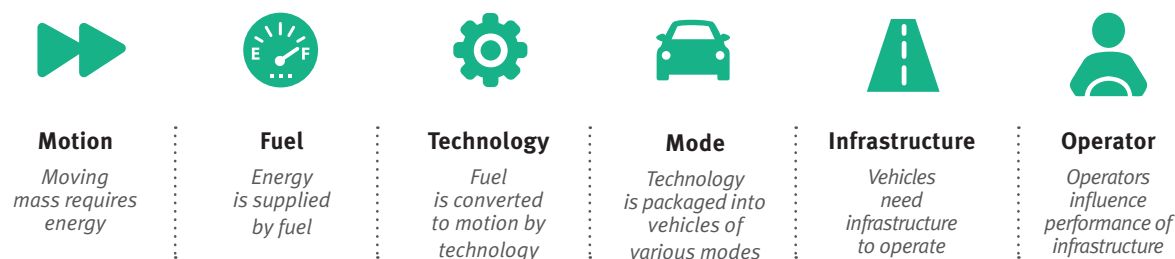 E F
Motion
Moving
mass requires
energy
Fuel
Energy
is supplied
by fuel
Technology
Fuel
is converted
to motion by
technology
Mode
Technology
is packaged into
vehicles of
various modes
Infrastructure
Vehicles
need
infrastructure
to operate
Operator
Operators
influence
performance of
infrastructure